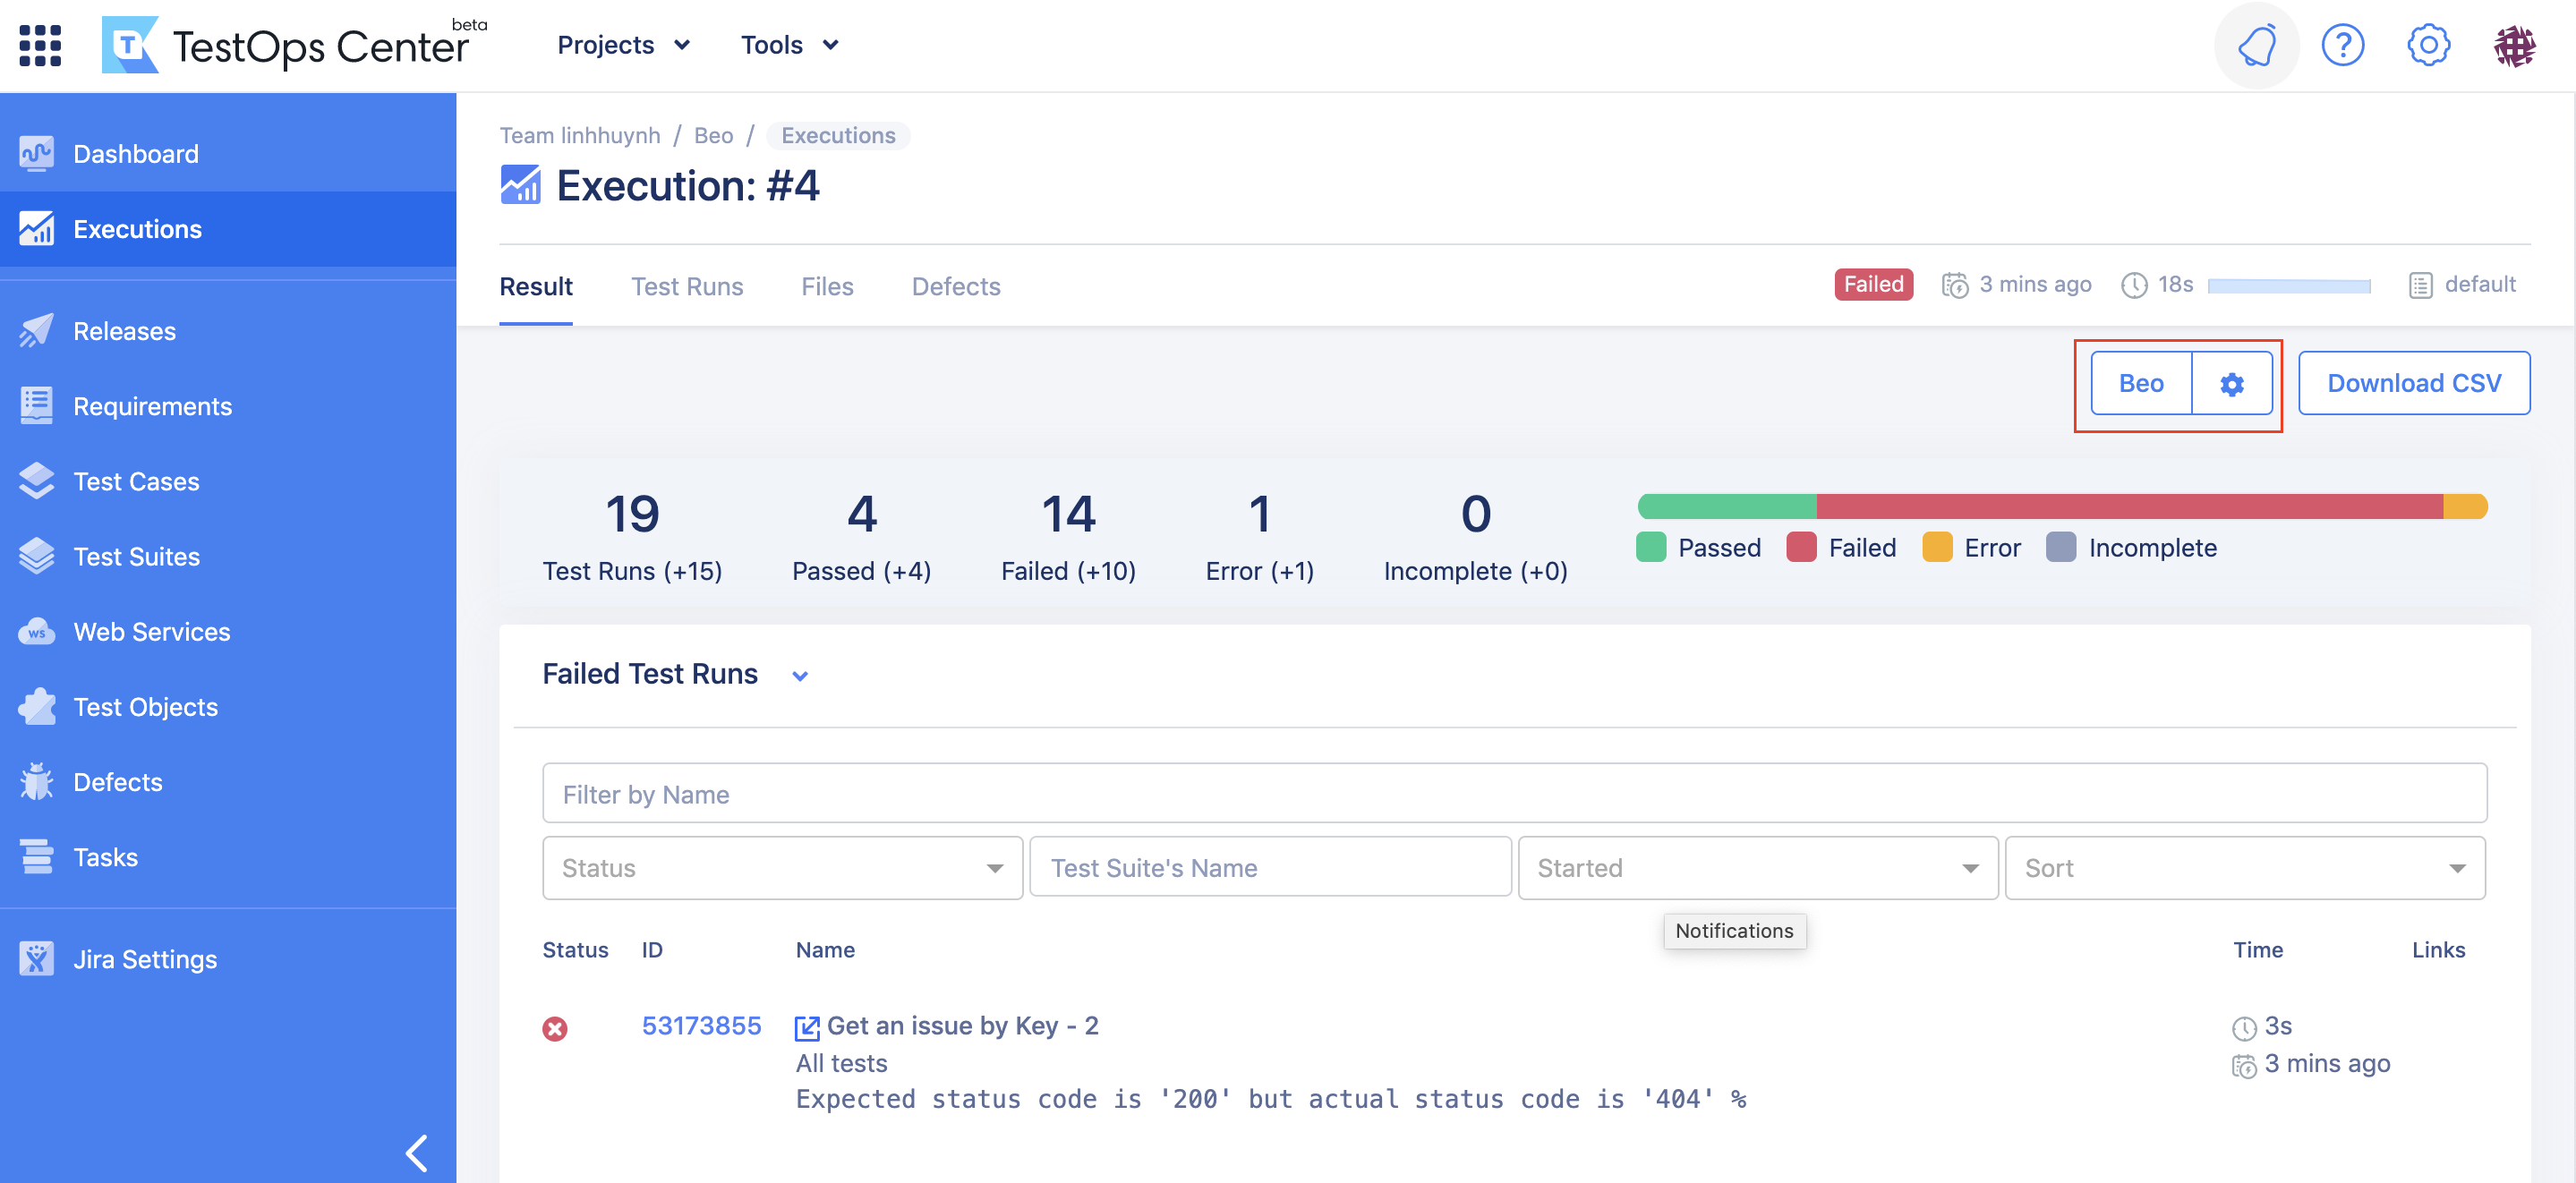 TestOps Center beta
Projects
Tools
Dashboard
Executions
Releases
Requirements
Test Cases
Test Suites
WS
Web Services
Test Objects
Defects
Tasks
Jira Settings
Team linhhuynh / Beo / Executions
Execution: #4
Result
Test Runs
Files
Defects
Failed
3 mins ago
18s
default
Beo
Download CSV
19
Test Runs (+15)
4
Passed (+4)
14
Failed (+10)
1
Error (+1)
0
Incomplete (+0)
Passed
Failed
Error
Incomplete
Failed Test Runs
Filter by Name
Status
Test Suite's Name
Started
Sort
Notifications
Status
ID
Name
Time
Links
53173855
Get an issue by Key - 2
3s
All tests
3 mins ago
Expected status code is '200' but actual status code is '404' %